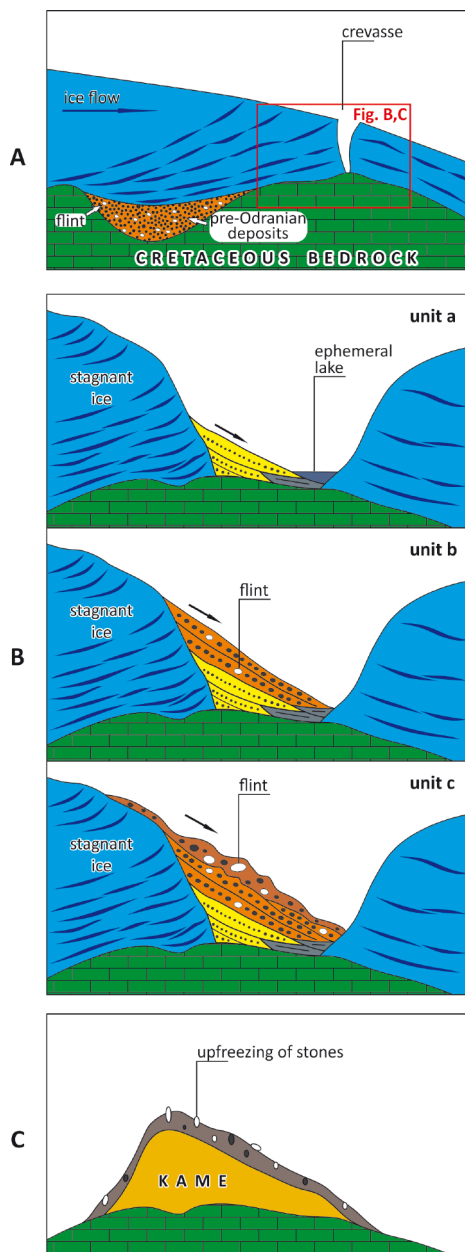 crevasse
ice flow
Fig. B,C
A
flint
pre-Odranian
deposits
CRETACEOUS BEDROCK
unit a
stagnant
ice
ephemeral
lake
unit b
stagnant
ice
flint
B
unit c
stagnant
ice
flint
upfreezing of stones
C
KAME